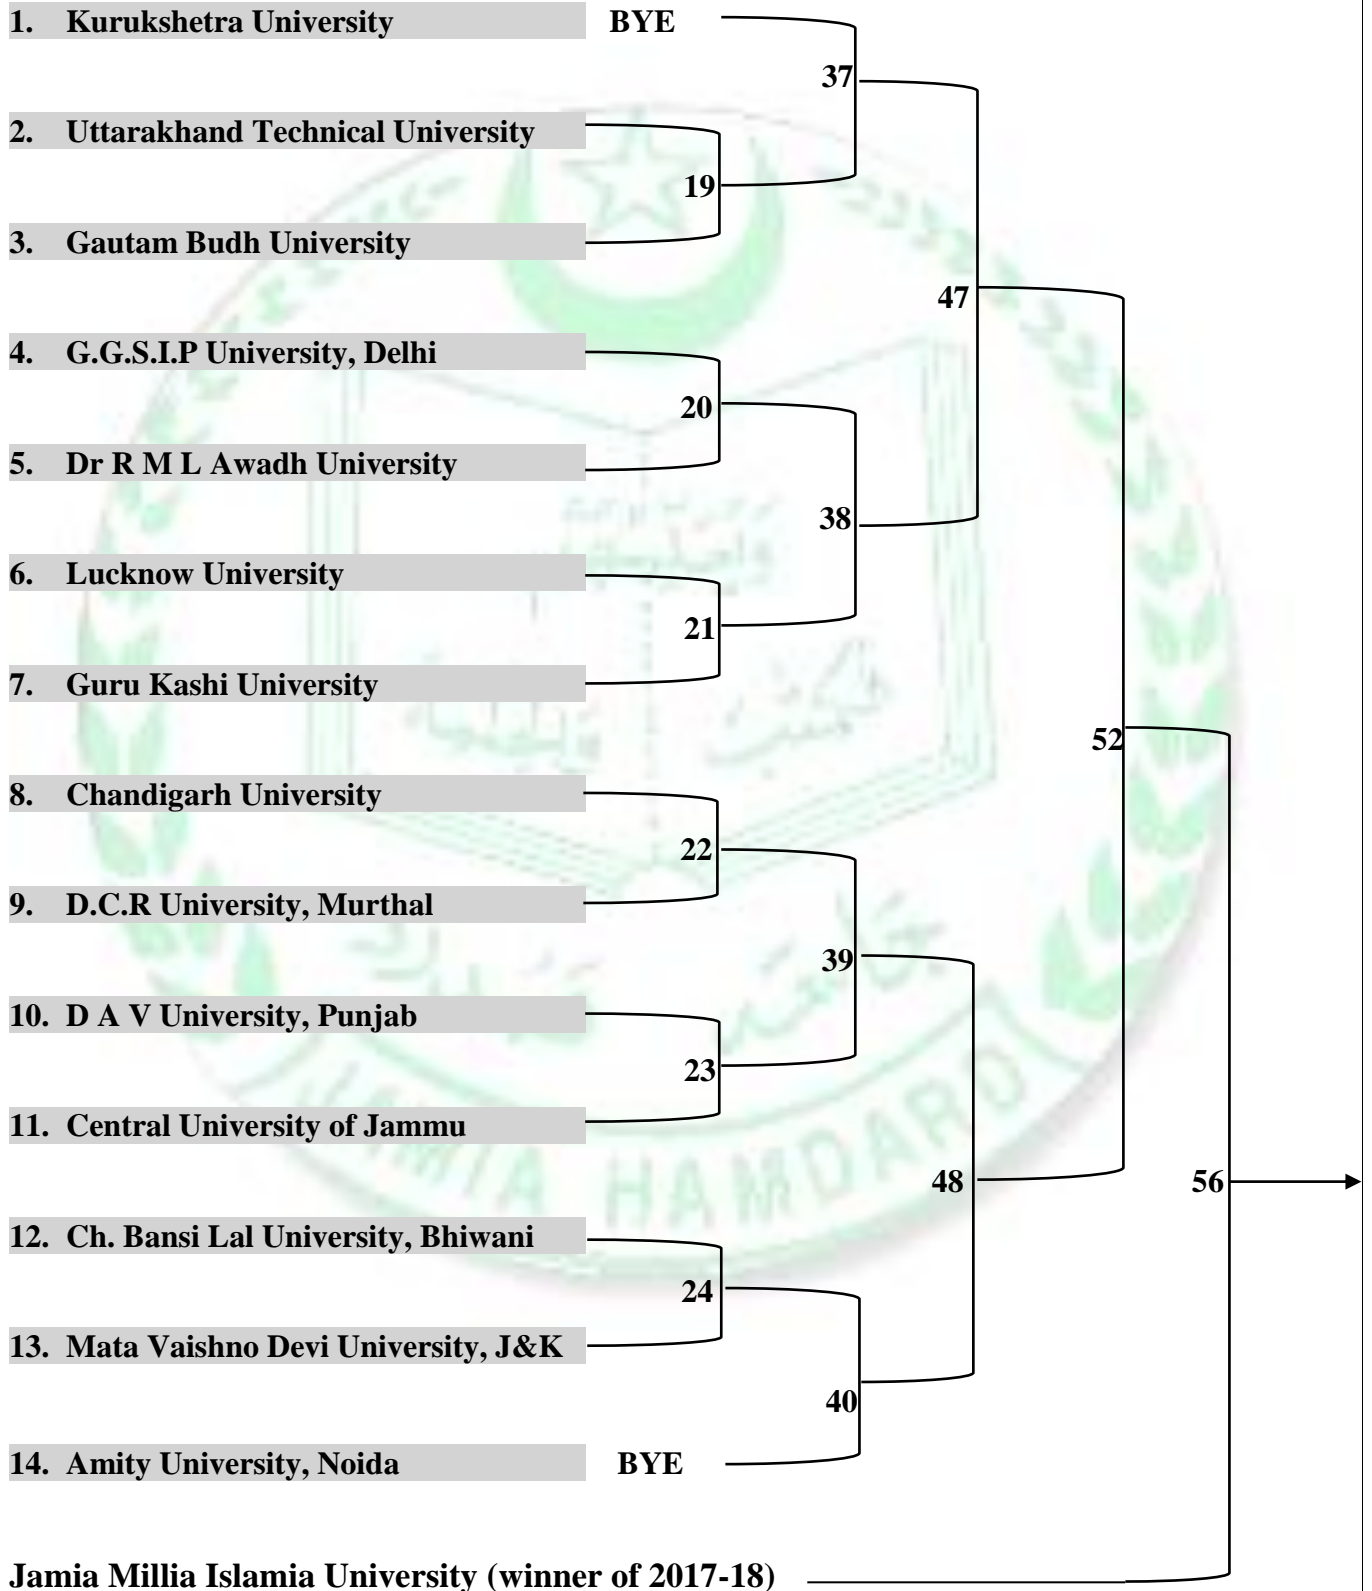 1. Kurukshetra University BYE
37
2. Uttarakhand Technical University
19
3. Gautam Budh University
47
4. G.G.S.I.P University, Delhi
20
5. Dr R M L Awadh University
38
6. Lucknow University
21
7. Guru Kashi University
52
8. Chandigarh University
22
9. D.C.R University, Murthal
39
10. D A V University, Punjab
23
11. Central University of Jammu
JAMIA HAMDARD
48 56
12. Ch. Bansi Lal University, Bhiwani
24
13. Mata Vaishno Devi University, J&K
40
14. Amity University, Noida BYE
Jamia Millia Islamia University (winner of 2017-18)